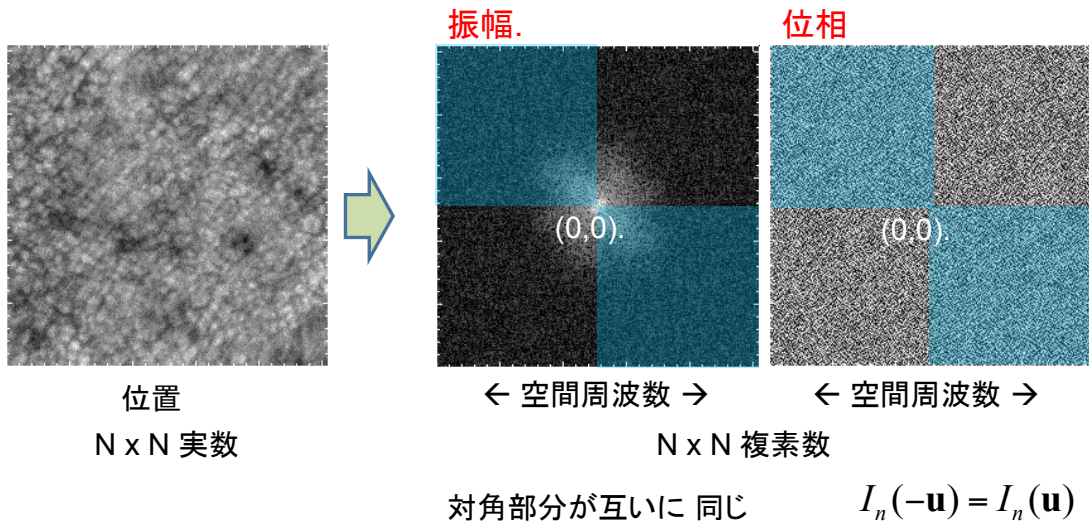 振幅.
位相
(0,0).
(0,0).
位置
← 空間周波数 →
← 空間周波数 →
N x N 実数
N x N 複素数
対角部分が互いに 同じ
I_n(-u) = I_n(u)